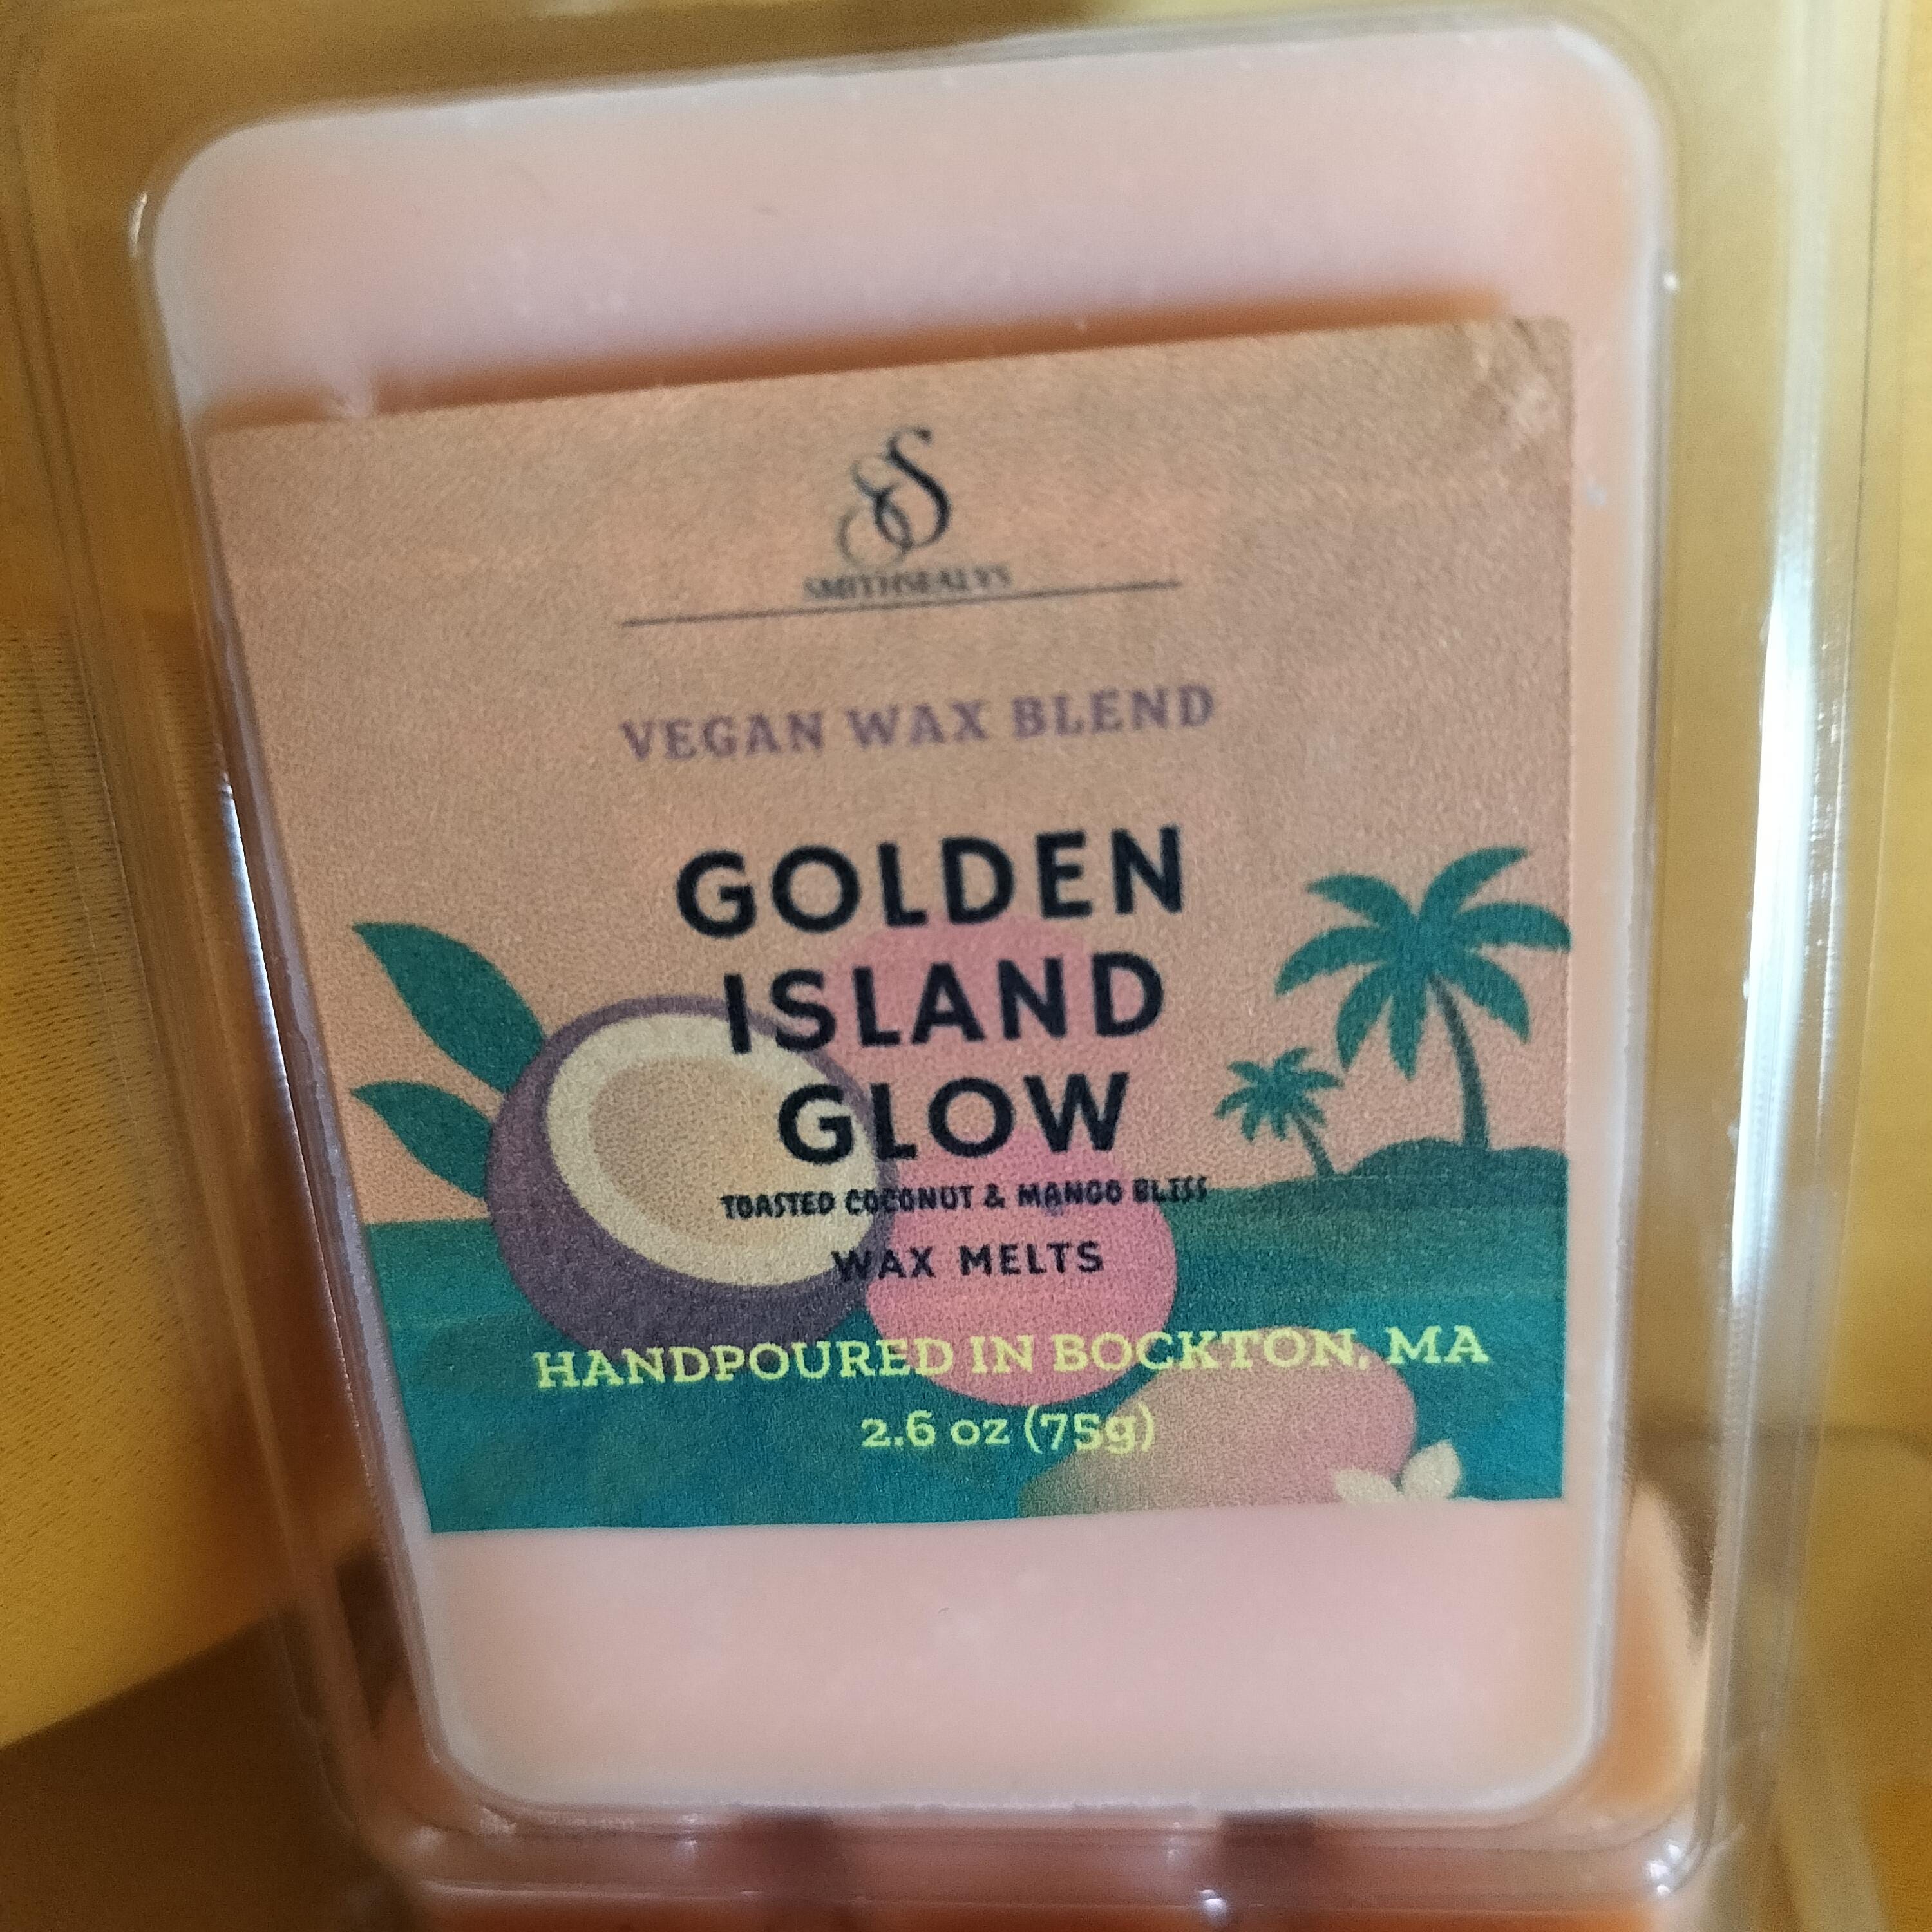 SS
SMITHSEALYS
VEGAN WAX BLEND
GOLDEN
ISLAND
GLOW
TOASTED COCONUT & MANGO BLISS
WAX MELTS
HANDPOURED IN BOCKTON, MA
2.6 oz (75g)